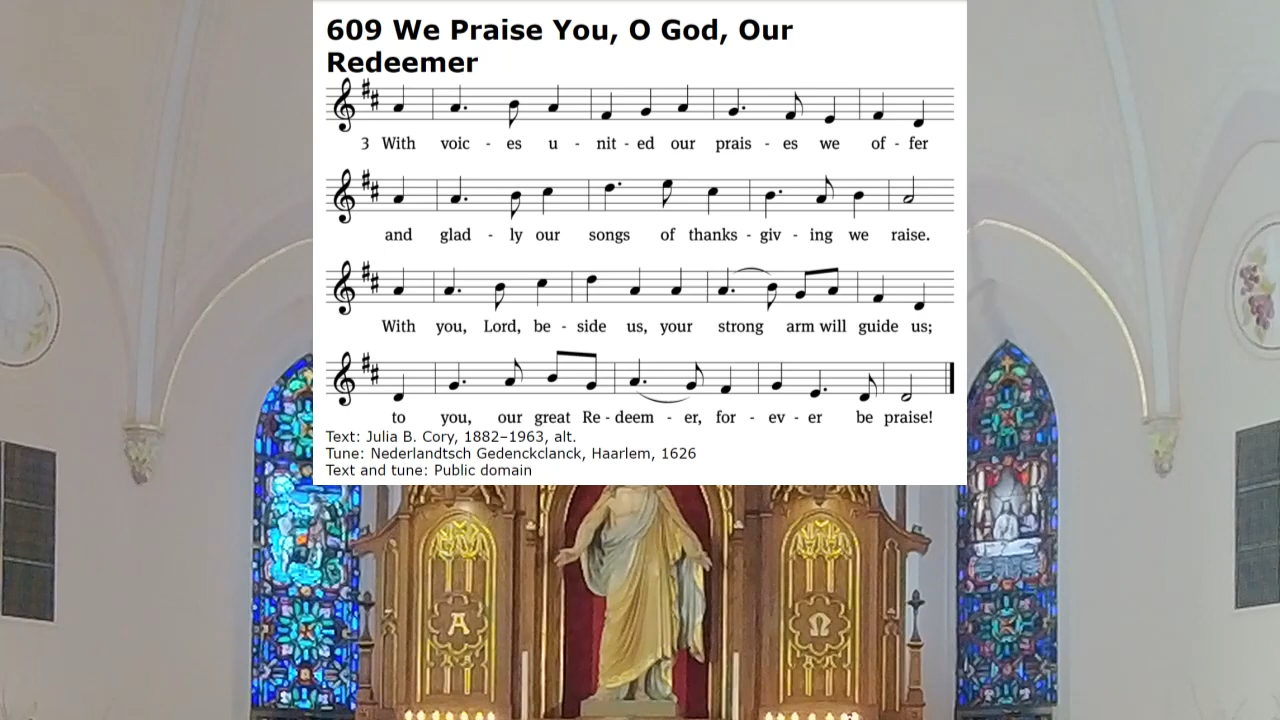 609 We Praise You, O God, Our
Redeemer
3 With voic - es u - nit - ed our prais - es we of - fer
and glad - ly our songs of thanks - giv - ing we raise.
With you, Lord, be - side us, your strong arm will guide us;
to you, our great Re - deem - er, for - ev - er be praise!
Text: Julia B. Cory, 1882–1963, alt.
Tune: Nederlandtsch Gedenckclanck, Haarlem, 1626
Text and tune: Public domain
A Ω